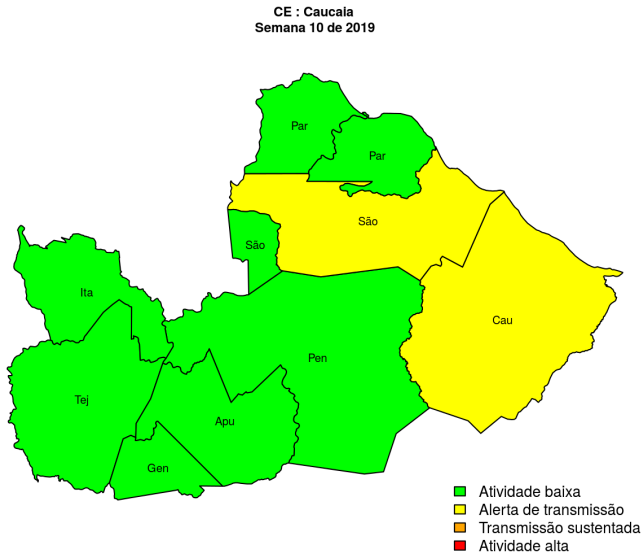 CE : Caucaia
Semana 10 de 2019
Par
Par
São
São
Ita
Cau
Pen
Tej
Apu
Gen
Atividade baixa
Alerta de transmissão
Transmissão sustentada
Atividade alta